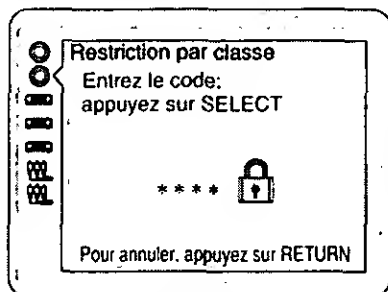 Restriction par classe
Entrez le code:
appuyez sur SELECT
* * * *
Pour annuler, appuyez sur RETURN